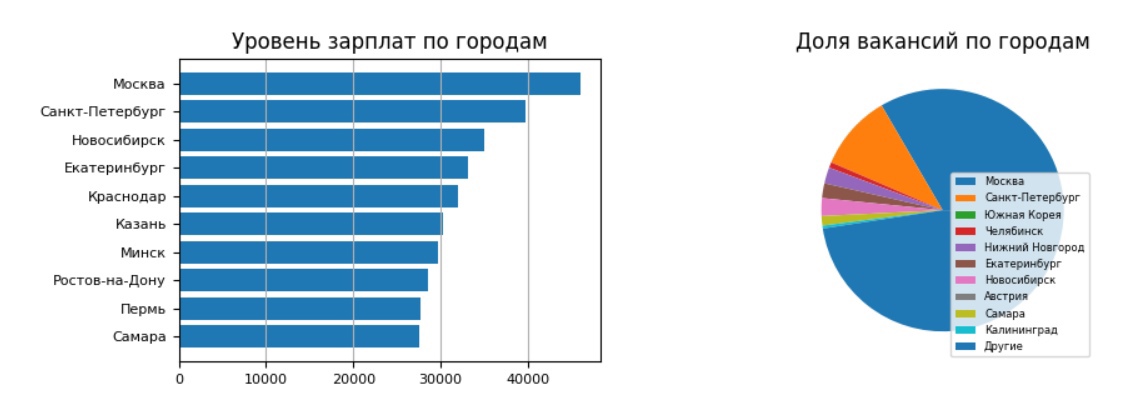 Уровень зарплат по городам
Москва
Санкт-Петербург
Новосибирск
Екатеринбург
Краснодар
Казань
Минск
Ростов-на-Дону
Пермь
Самара
0 10000 20000 30000 40000
Доля вакансий по городам
Москва
Санкт-Петербург
Южная Корея
Челябинск
Нижний Новгород
Екатеринбург
Новосибирск
Австрия
Самара
Калининград
Другие